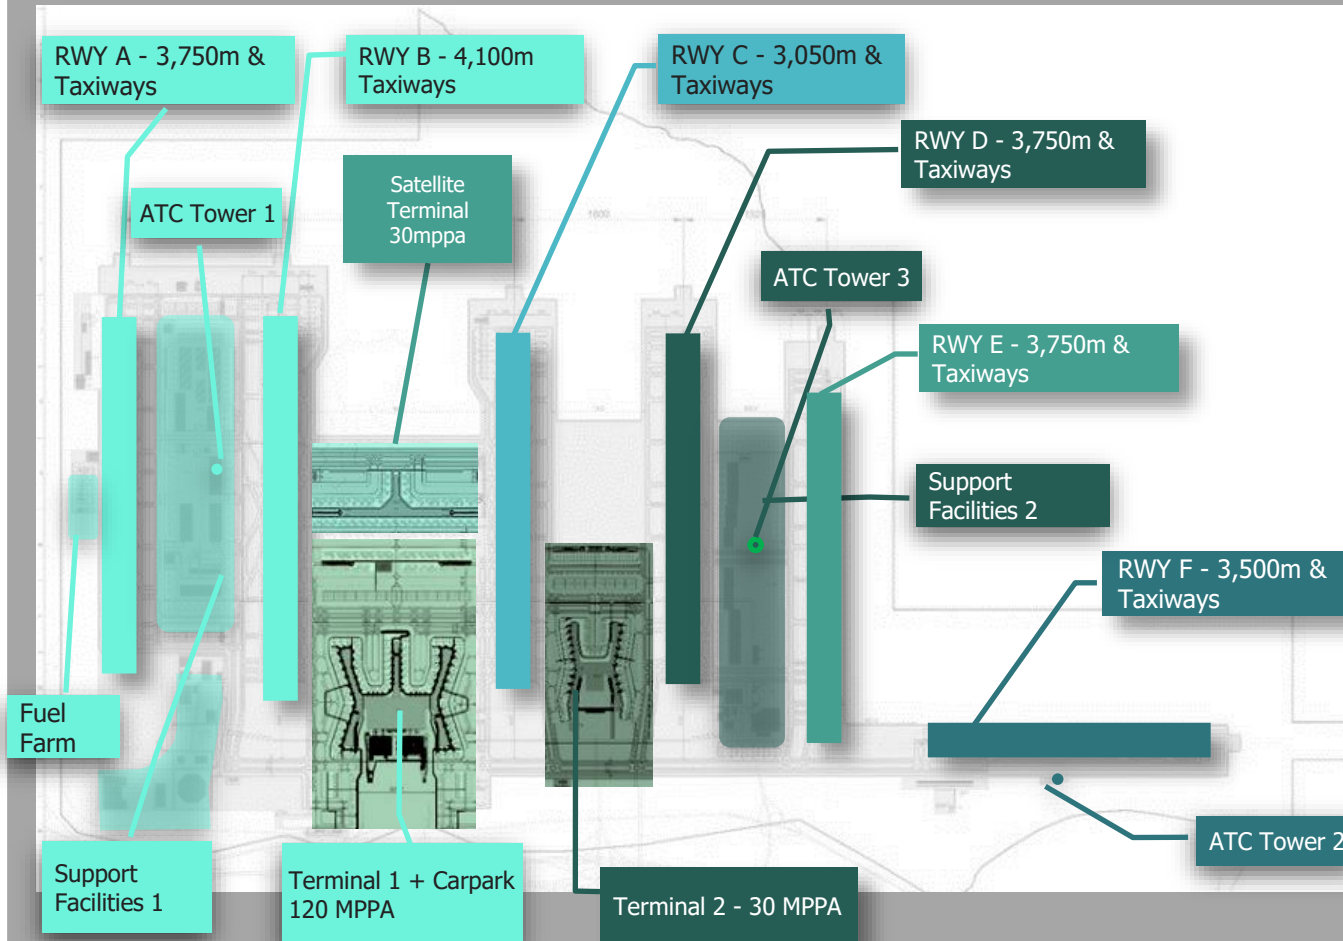 RWY A - 3,750m &
Taxiways
RWY B - 4,100m
Taxiways
RWY C - 3,050m &
Taxiways
RWY D - 3,750m &
Taxiways
Satellite
Terminal
30mppa
ATC Tower 1
1600
ATC Tower 3
RWY E - 3,750m &
Taxiways
Support
Facilities 2
RWY F - 3,500m &
Taxiways
Fuel
Farm
ATC Tower 2
Support
Facilities 1
Terminal 1 + Carpark
120 MPPA
Terminal 2 - 30 MPPA